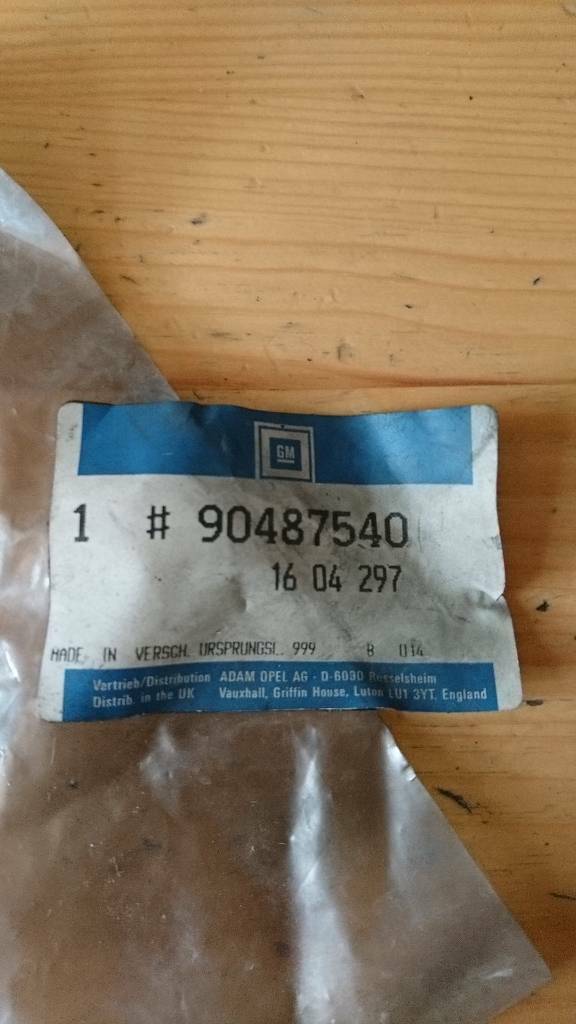 GM
1 # 90487540
16 04 297
MADE IN VERSCH. URSPRUNGSL. 999 B 014
Vertrieb/Distribution ADAM OPEL AG · D-6090 Rüsselsheim
Distrib. in the UK Vauxhall, Griffin House, Luton LU1 3YT, England